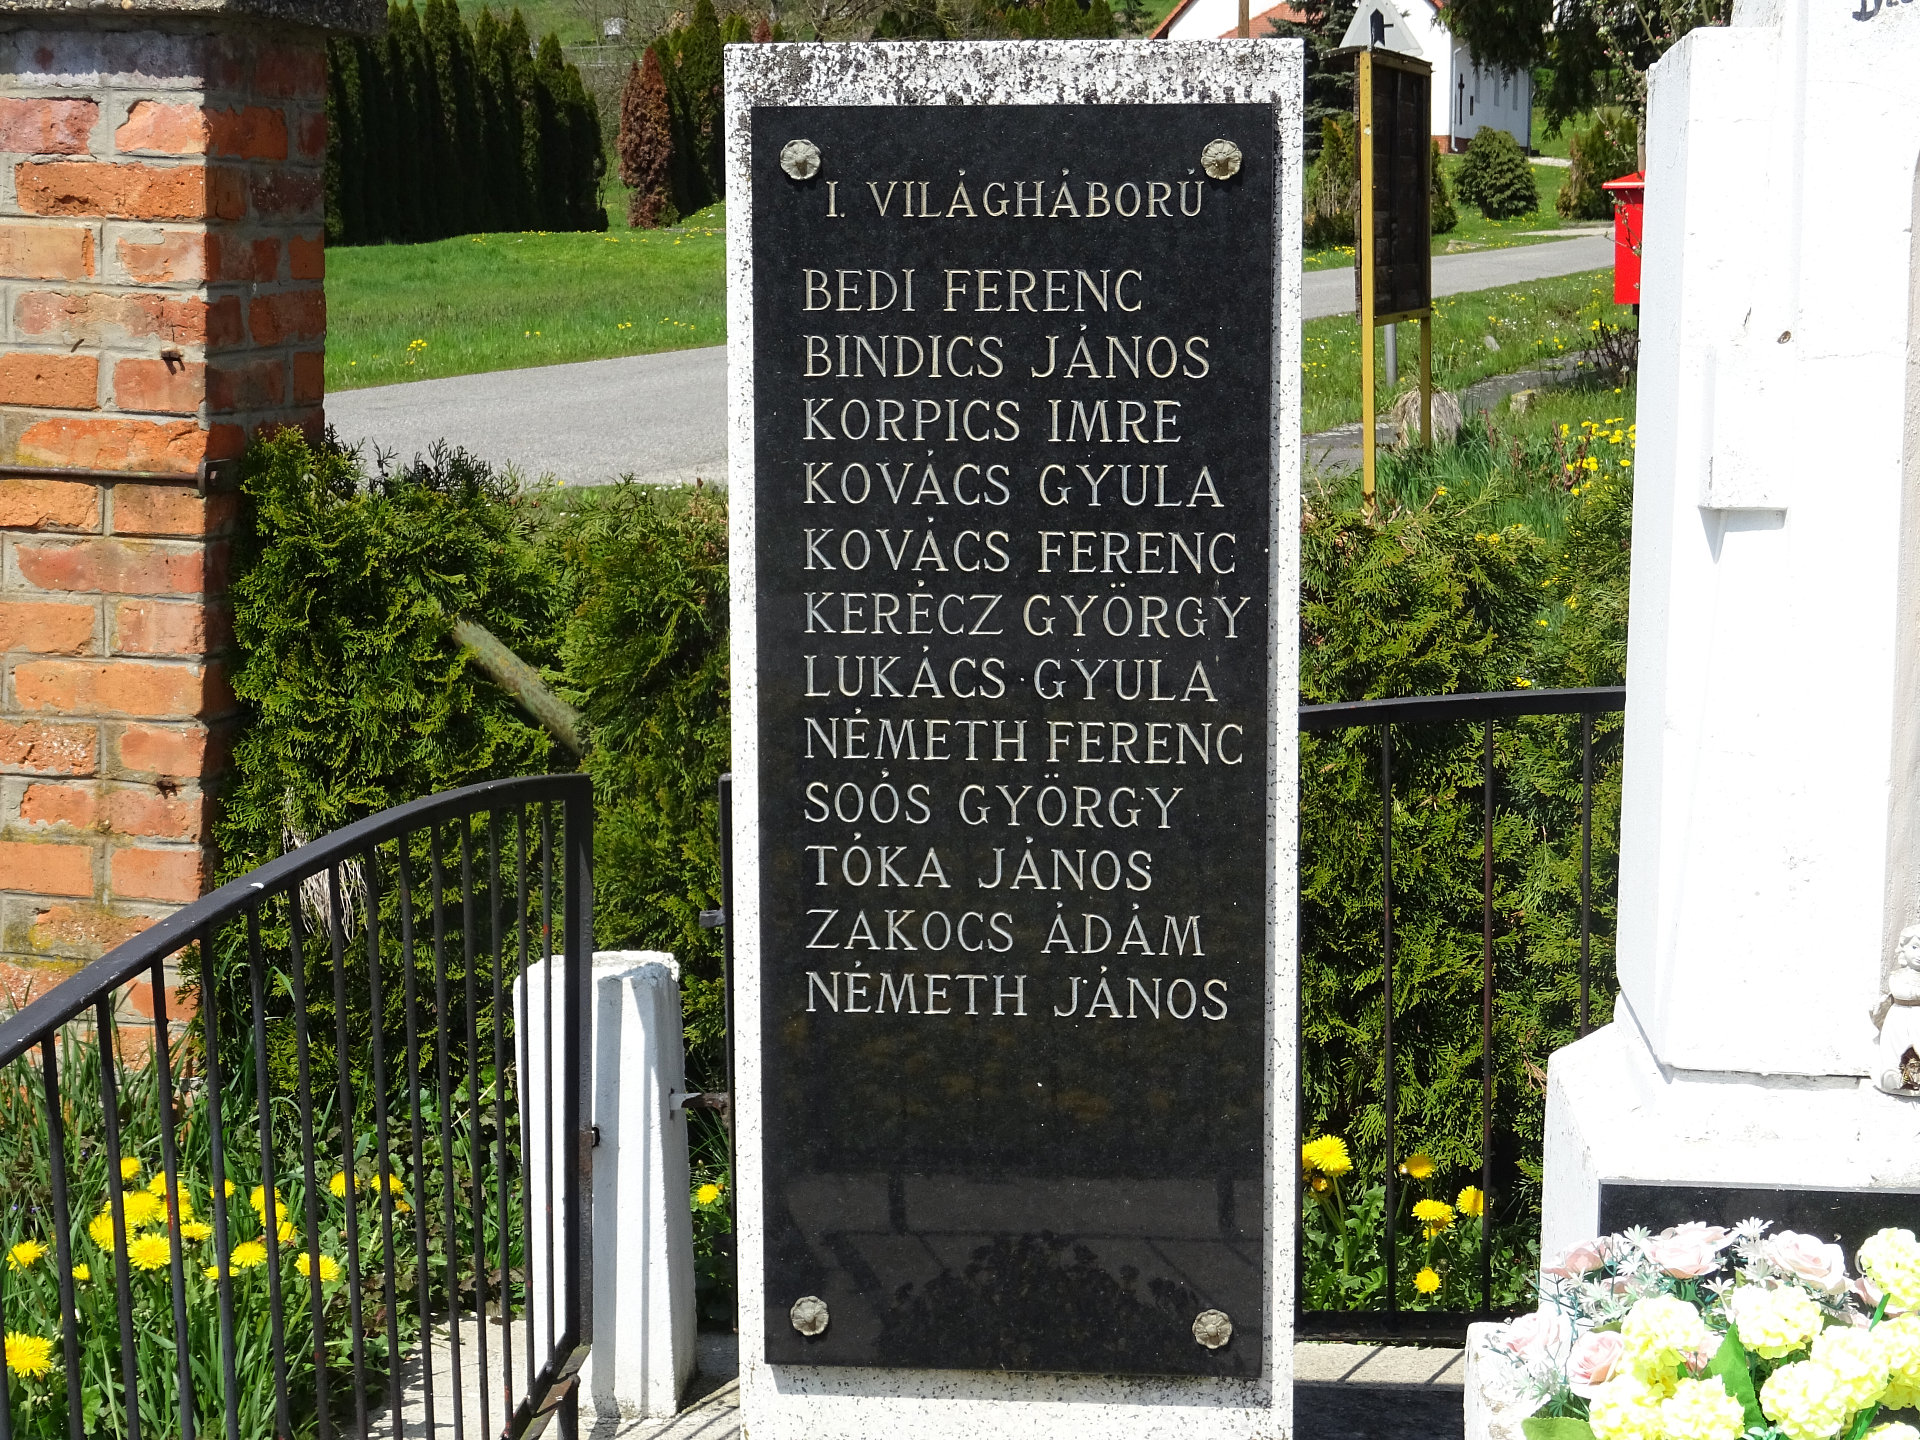 I. VILÁGHÁBORÚ
BEDI FERENC
BINDICS JÁNOS
KORPICS IMRE
KOVÁCS GYULA
KOVÁCS FERENC
KERÉCZ GYÖRGY
LUKÁCS GYULA
NÉMETH FERENC
SOÓS GYÖRGY
TÓKA JÁNOS
ZAKOCS ÁDÁM
NÉMETH JÁNOS